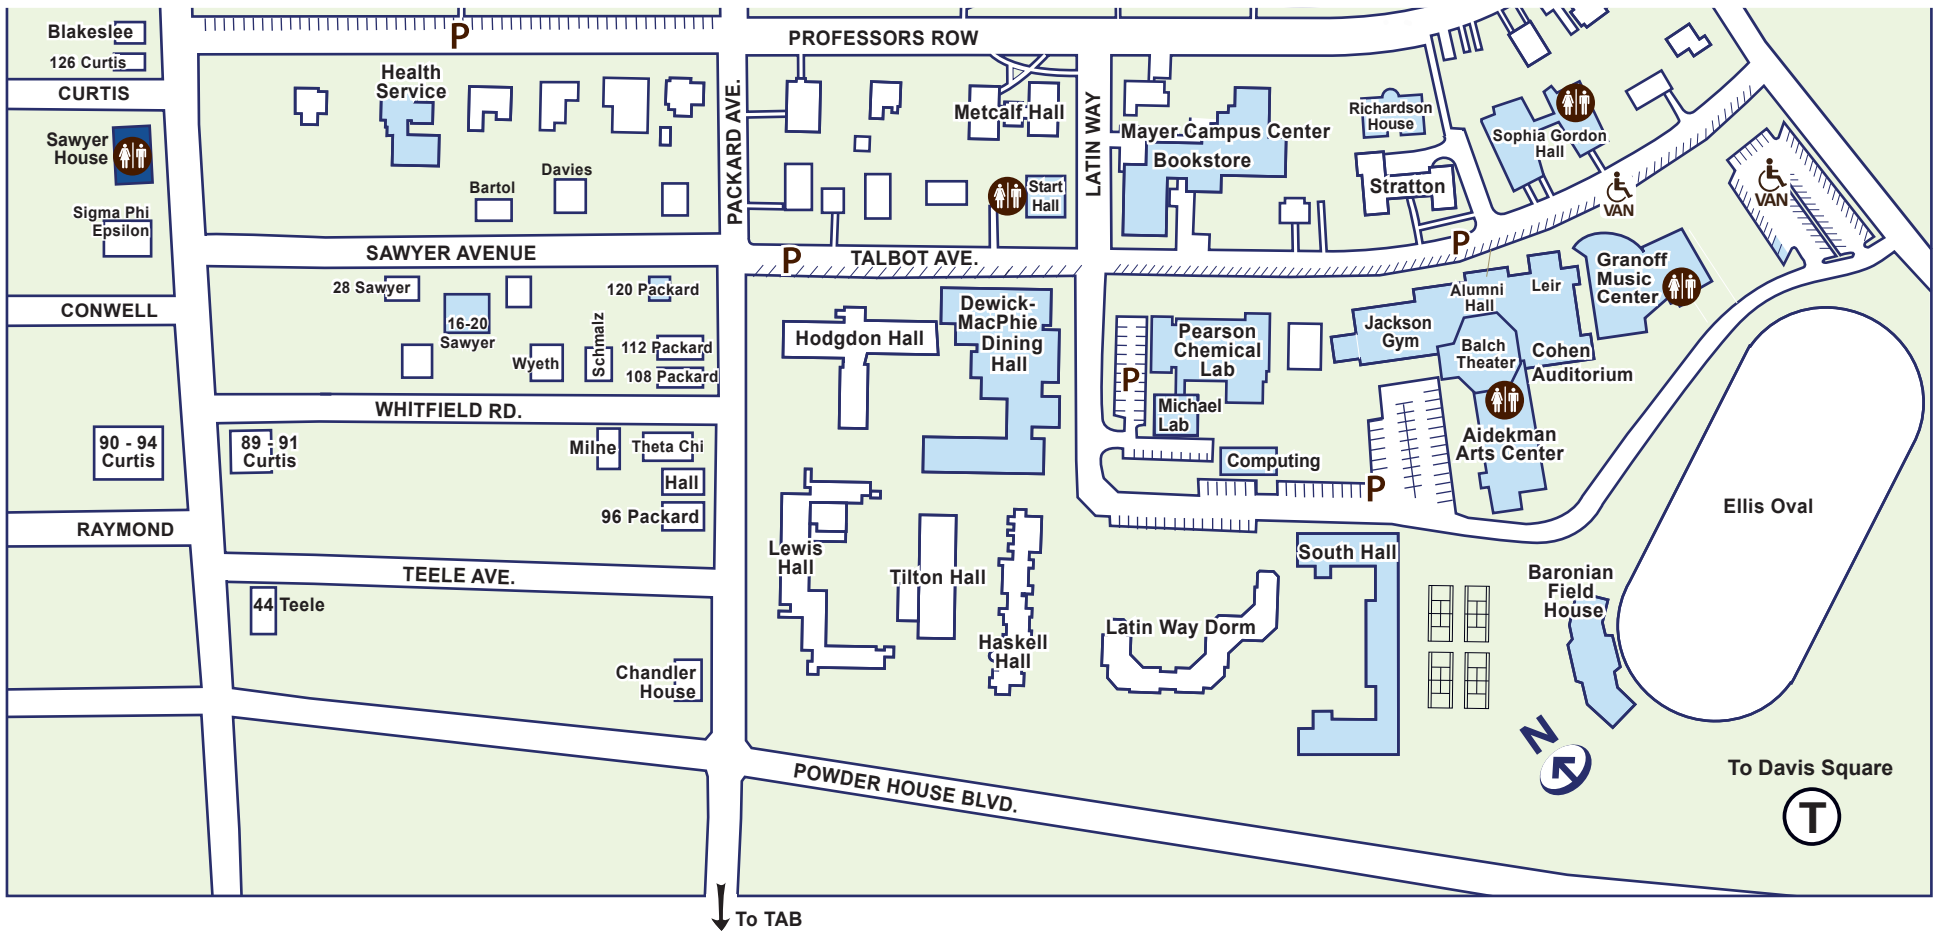 Blakeslee
126 Curtis
CURTIS
Sawyer
House
Sigma Phi
Epsilon
CONWELL
90 - 94
Curtis
RAYMOND
P
PROFESSORS ROW
Health
Service
Bartol
Davies
PACKARD AVE.
SAWYER AVENUE
28 Sawyer
16-20
Sawyer
Wyeth
Schmalz
120 Packard
112 Packard
108 Packard
WHITFIELD RD.
89 - 91
Curtis
Milne
Theta Chi
Hall
96 Packard
TEELE AVE.
44 Teele
Chandler
House
Metcalf Hall
Start
Hall
LATIN WAY
P
TALBOT AVE.
Mayer Campus Center
Bookstore
Richardson
House
Stratton
Sophia Gordon
Hall
VAN
VAN
P
Hodgdon Hall
Dewick-
MacPhie
Dining
Hall
P
Pearson
Chemical
Lab
Michael
Lab
Computing
P
Jackson
Gym
Alumni
Hall
Leir
Balch
Theater
Cohen
Auditorium
Granoff
Music
Center
Aidekman
Arts Center
Ellis Oval
Lewis
Hall
Tilton Hall
Haskell
Hall
Latin Way Dorm
South Hall
Baronian
Field
House
N
POWDER HOUSE BLVD.
To Davis Square
T
To TAB